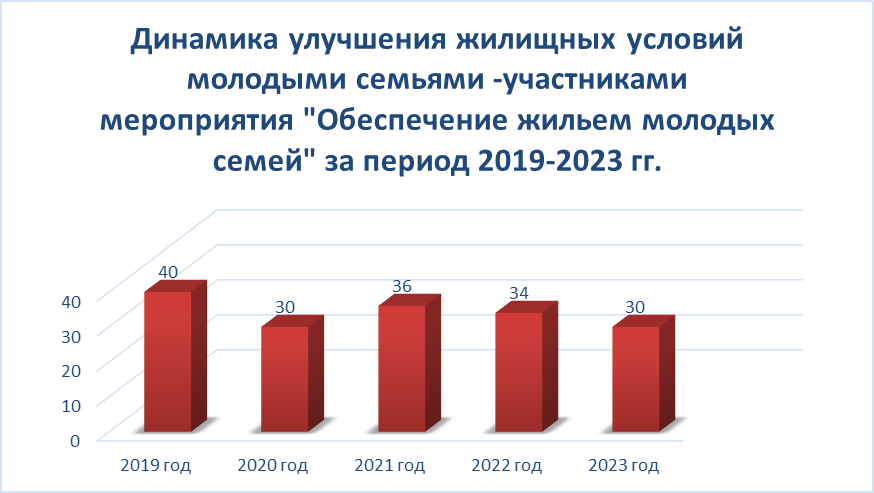 Динамика улучшения жилищных условий
молодыми семьями -участниками
мероприятия "Обеспечение жильем молодых
семей" за период 2019-2023 гг.
40
30
36
34
30
40
30
20
10
0
2019 год
2020 год
2021 год
2022 год
2023 год